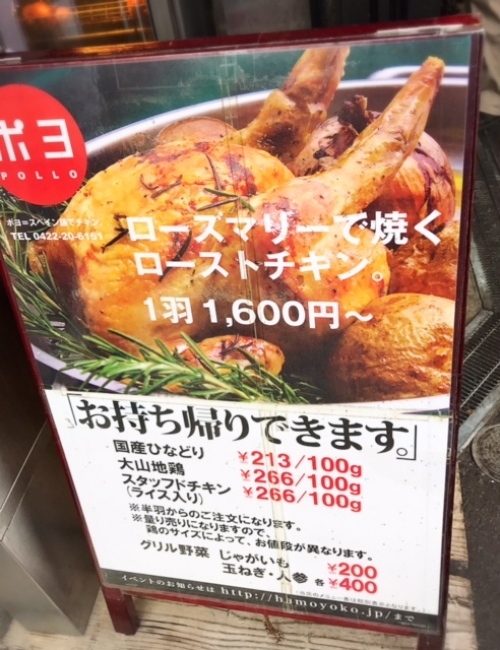 ポヨ
POLLO
ポヨ=スペイン語でチキン。
TEL 0422-20-6161
ローズマリーで焼く
ローストチキン。
1羽 1,600円〜
「お持ち帰りできます。」
国産ひなどり ¥213/100g
大山地鶏 ¥266/100g
スタッフドチキン ¥266/100g
(ライス入り)
※半羽からのご注文になります。
※量り売りになりますので、
鶏のサイズによって、お値段が異なります。
グリル野菜 じゃがいも ¥200
玉ねぎ・人参 各¥400
イベントのお知らせは http://hamoyoko.jp/まで